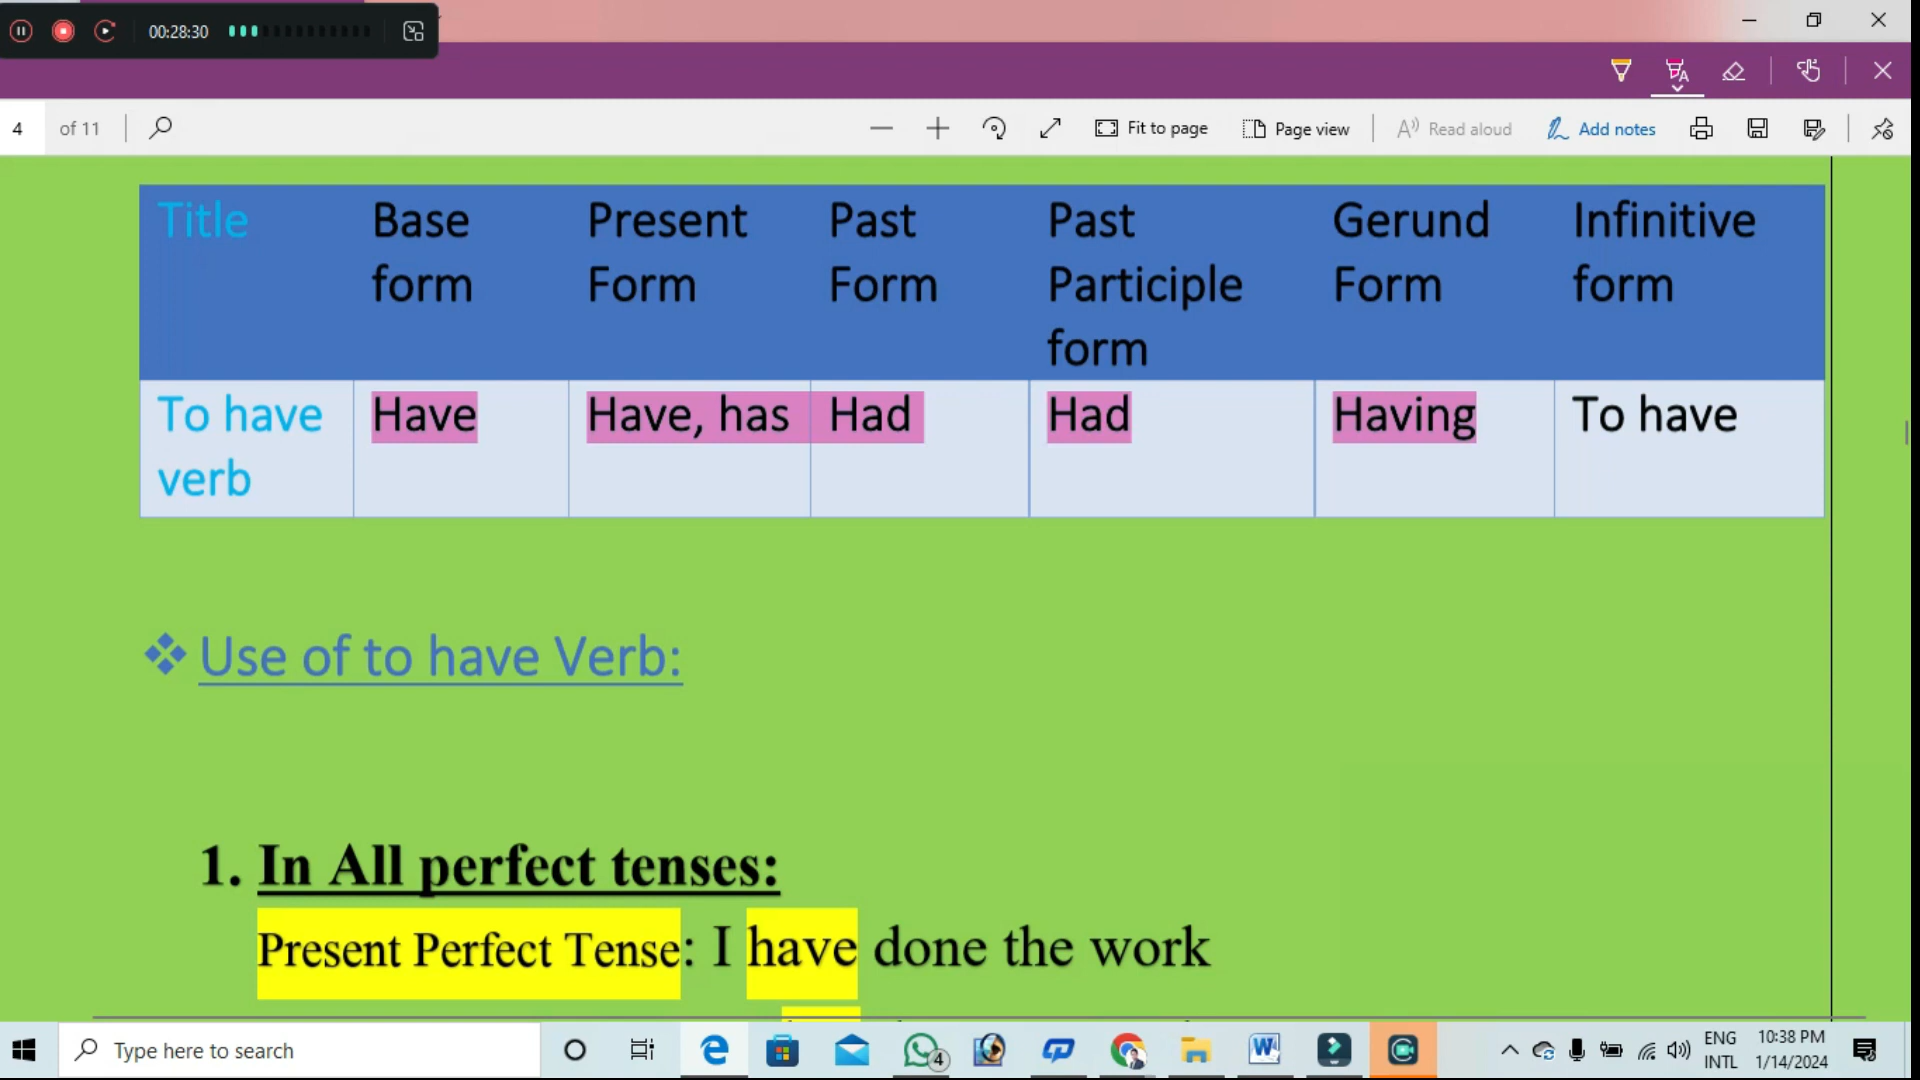 00:28:30
4 of 11
Fit to page
Page view
Read aloud
Add notes
Title
Base form
Present Form
Past Form
Past Participle form
Gerund Form
Infinitive form
To have verb
Have
Have, has
Had
Had
Having
To have
Use of to have Verb:
1. In All perfect tenses:
Present Perfect Tense: I have done the work
Type here to search
4
ENG
INTL
10:38 PM
1/14/2024